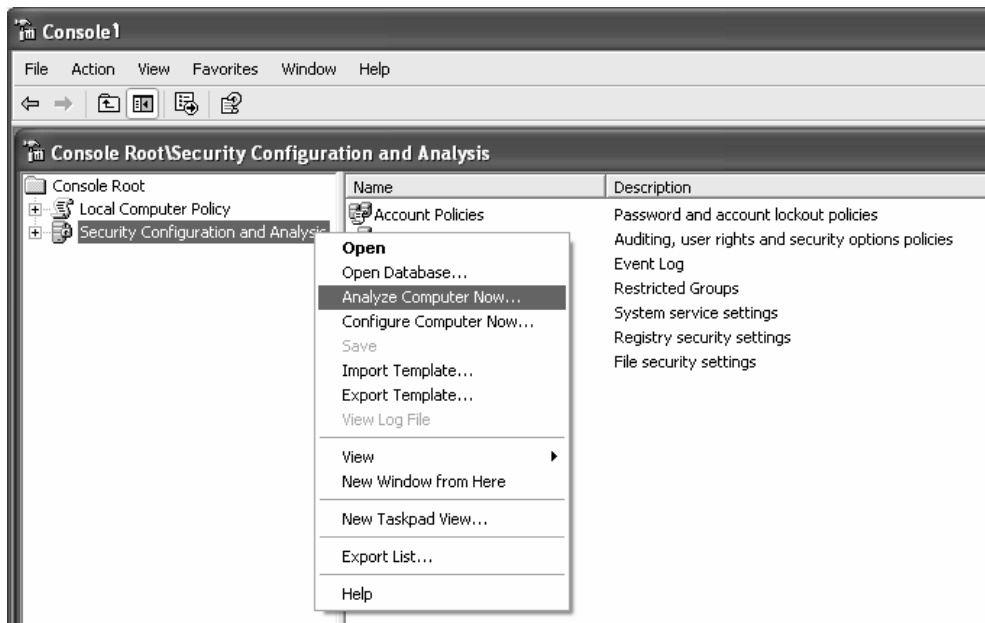 Console1
File Action View Favorites Window Help
Console Root\Security Configuration and Analysis
Console Root
Local Computer Policy
Security Configuration and Analysis
Name Description
Account Policies Password and account lockout policies
Auditing, user rights and security options policies
Event Log
Restricted Groups
System service settings
Registry security settings
File security settings
Open
Open Database...
Analyze Computer Now...
Configure Computer Now...
Save
Import Template...
Export Template...
View Log File
View
New Window from Here
New Taskpad View...
Export List...
Help